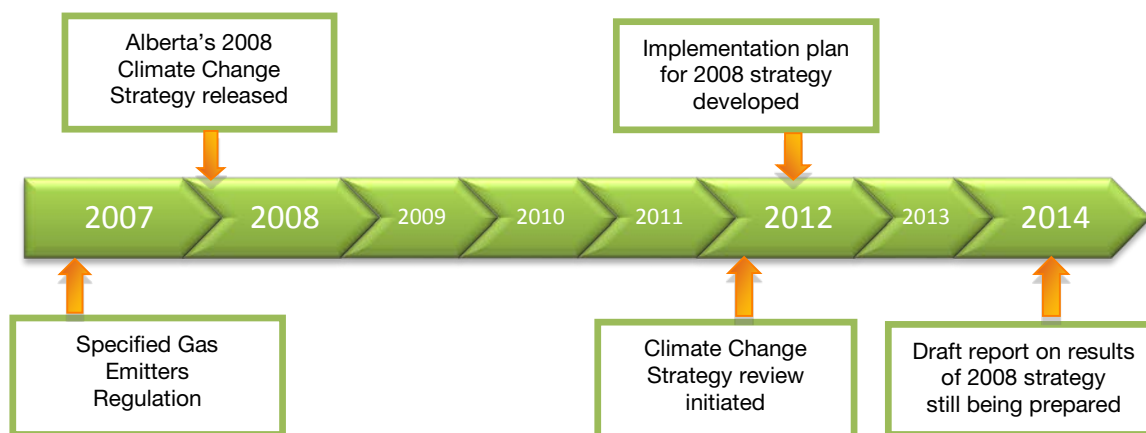 Alberta’s 2008
Climate Change
Strategy released
Implementation plan
for 2008 strategy
developed
2007
2008
2009
2010
2011
2012
2013
2014
Specified Gas
Emitters
Regulation
Climate Change
Strategy review
initiated
Draft report on results
of 2008 strategy
still being prepared